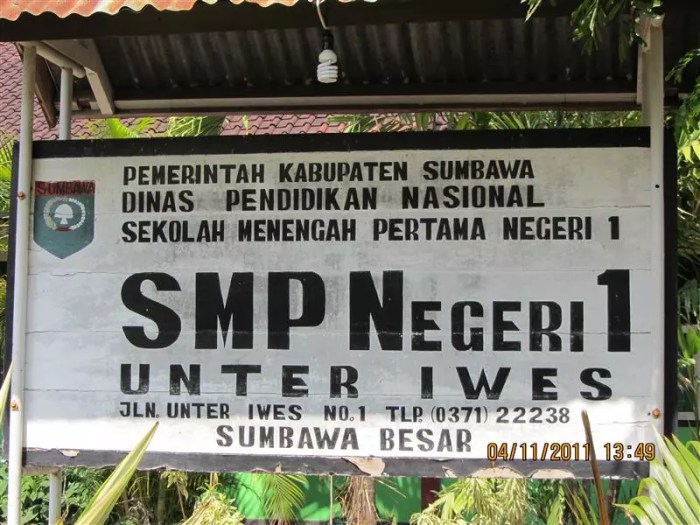 SUMBAWA
PEMERINTAH KABUPATEN SUMBAWA
DINAS PENDIDIKAN NASIONAL
SEKOLAH MENENGAH PERTAMA NEGERI 1
SMP NEGERI 1
UNTER IWES
JLN. UNTER IWES NO.1 TLP. (0371) 22238
SUMBAWA BESAR
04/11/2011 13:49